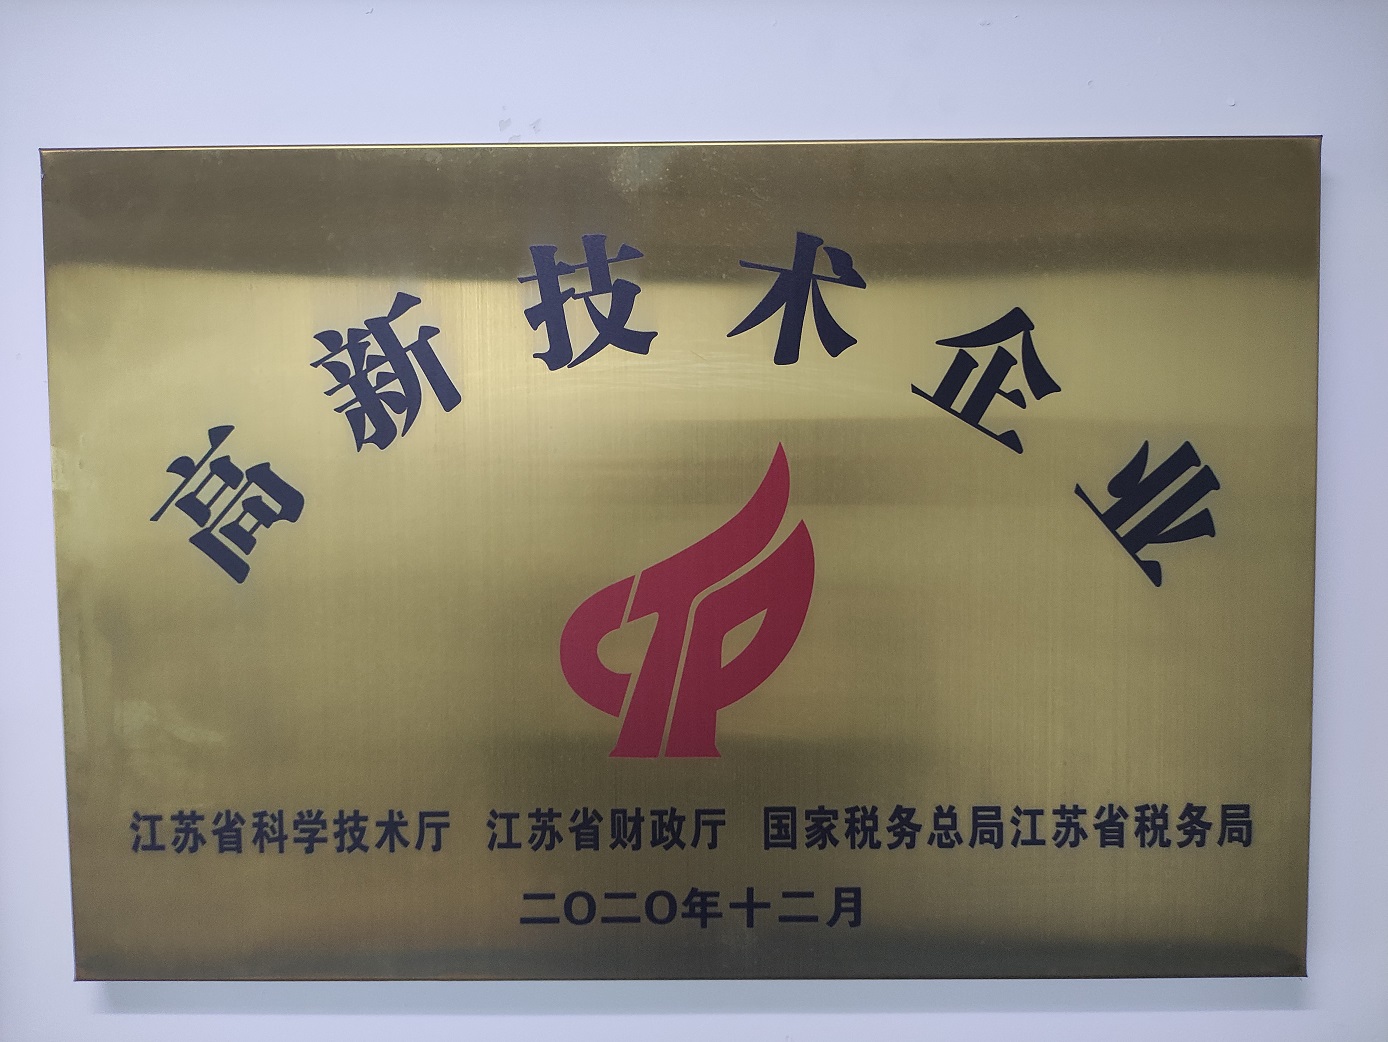 高新技术企业
江苏省科学技术厅 江苏省财政厅 国家税务总局江苏省税务局
二〇二〇年十二月